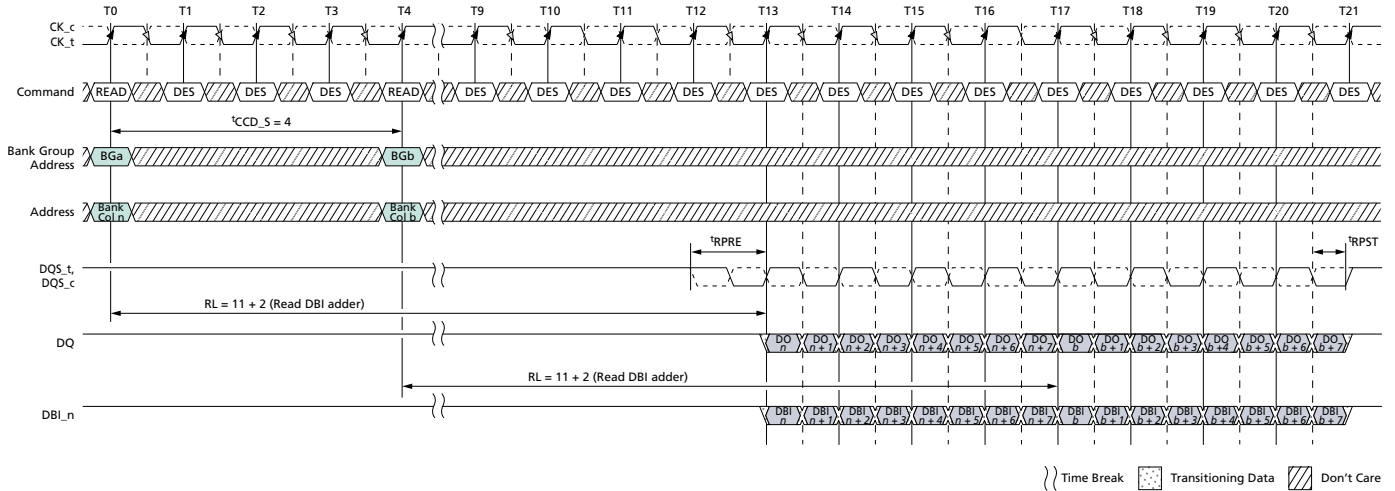 T0 T1 T2 T3 T4 T9 T10 T11 T12 T13 T14 T15 T16 T17 T18 T19 T20 T21
CK_c
CK_t
Command READ DES DES DES READ DES DES DES DES DES DES DES DES DES DES DES DES DES
tCCD_S = 4
Bank Group
Address
BGa BGb
Address
Bank
Col n
Bank
Col b
tRPRE tRPST
DQS_t,
DQS_c
RL = 11 + 2 (Read DBI adder)
DQ
DO DO DO DO DO DO DO DO DO DO DO DO DO DO DO DO
n n + 1 n + 2 n + 3 n + 4 n + 5 n + 6 n + 7 b b + 1 b + 2 b + 3 b + 4 b + 5 b + 6 b + 7
RL = 11 + 2 (Read DBI adder)
DBI_n
DBI DBI DBI DBI DBI DBI DBI DBI DBI DBI DBI DBI DBI DBI DBI DBI
n n + 1 n + 2 n + 3 n + 4 n + 5 n + 6 n + 7 b b + 1 b + 2 b + 3 b + 4 b + 5 b + 6 b + 7
Time Break Transitioning Data Don't Care